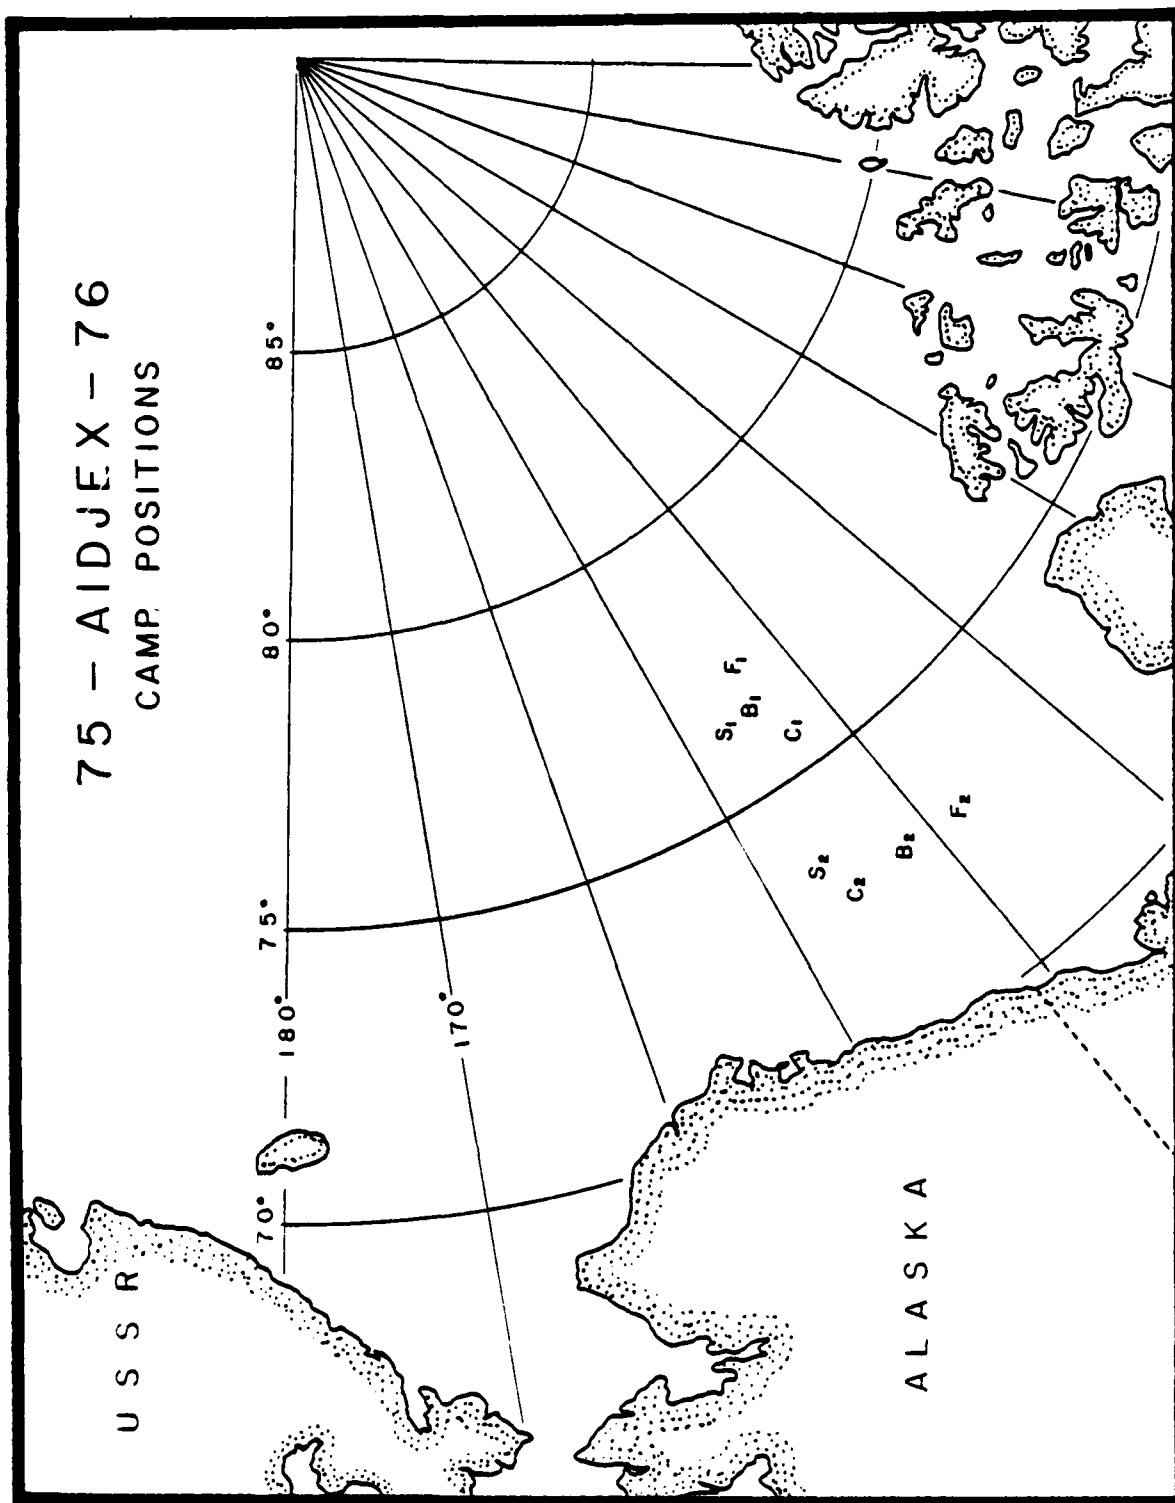 75 – AIDJEX – 76
CAMP. POSITIONS
85°
80°
75°
70°
180°
170°
F1
B1
S1
C1
F2
B2
S2
C2
USSR
ALASKA